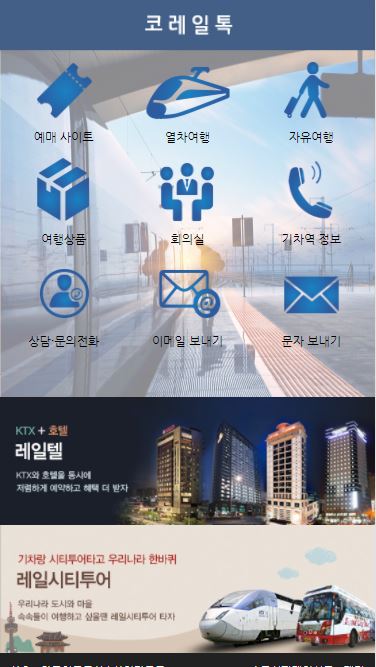 코레일톡
예매 사이트
열차여행
자유여행
여행상품
회의실
기차역 정보
상담·문의전화
이메일 보내기
문자 보내기
KTX + 호텔
레일텔
KTX와 호텔을 동시에
저렴하게 예약하고 혜택 더 받자
기차랑 시티투어타고 우리나라 한바퀴
레일시티투어
우리나라 도시와 마을
속속들이 여행하고 싶을땐 레일시티투어 타자